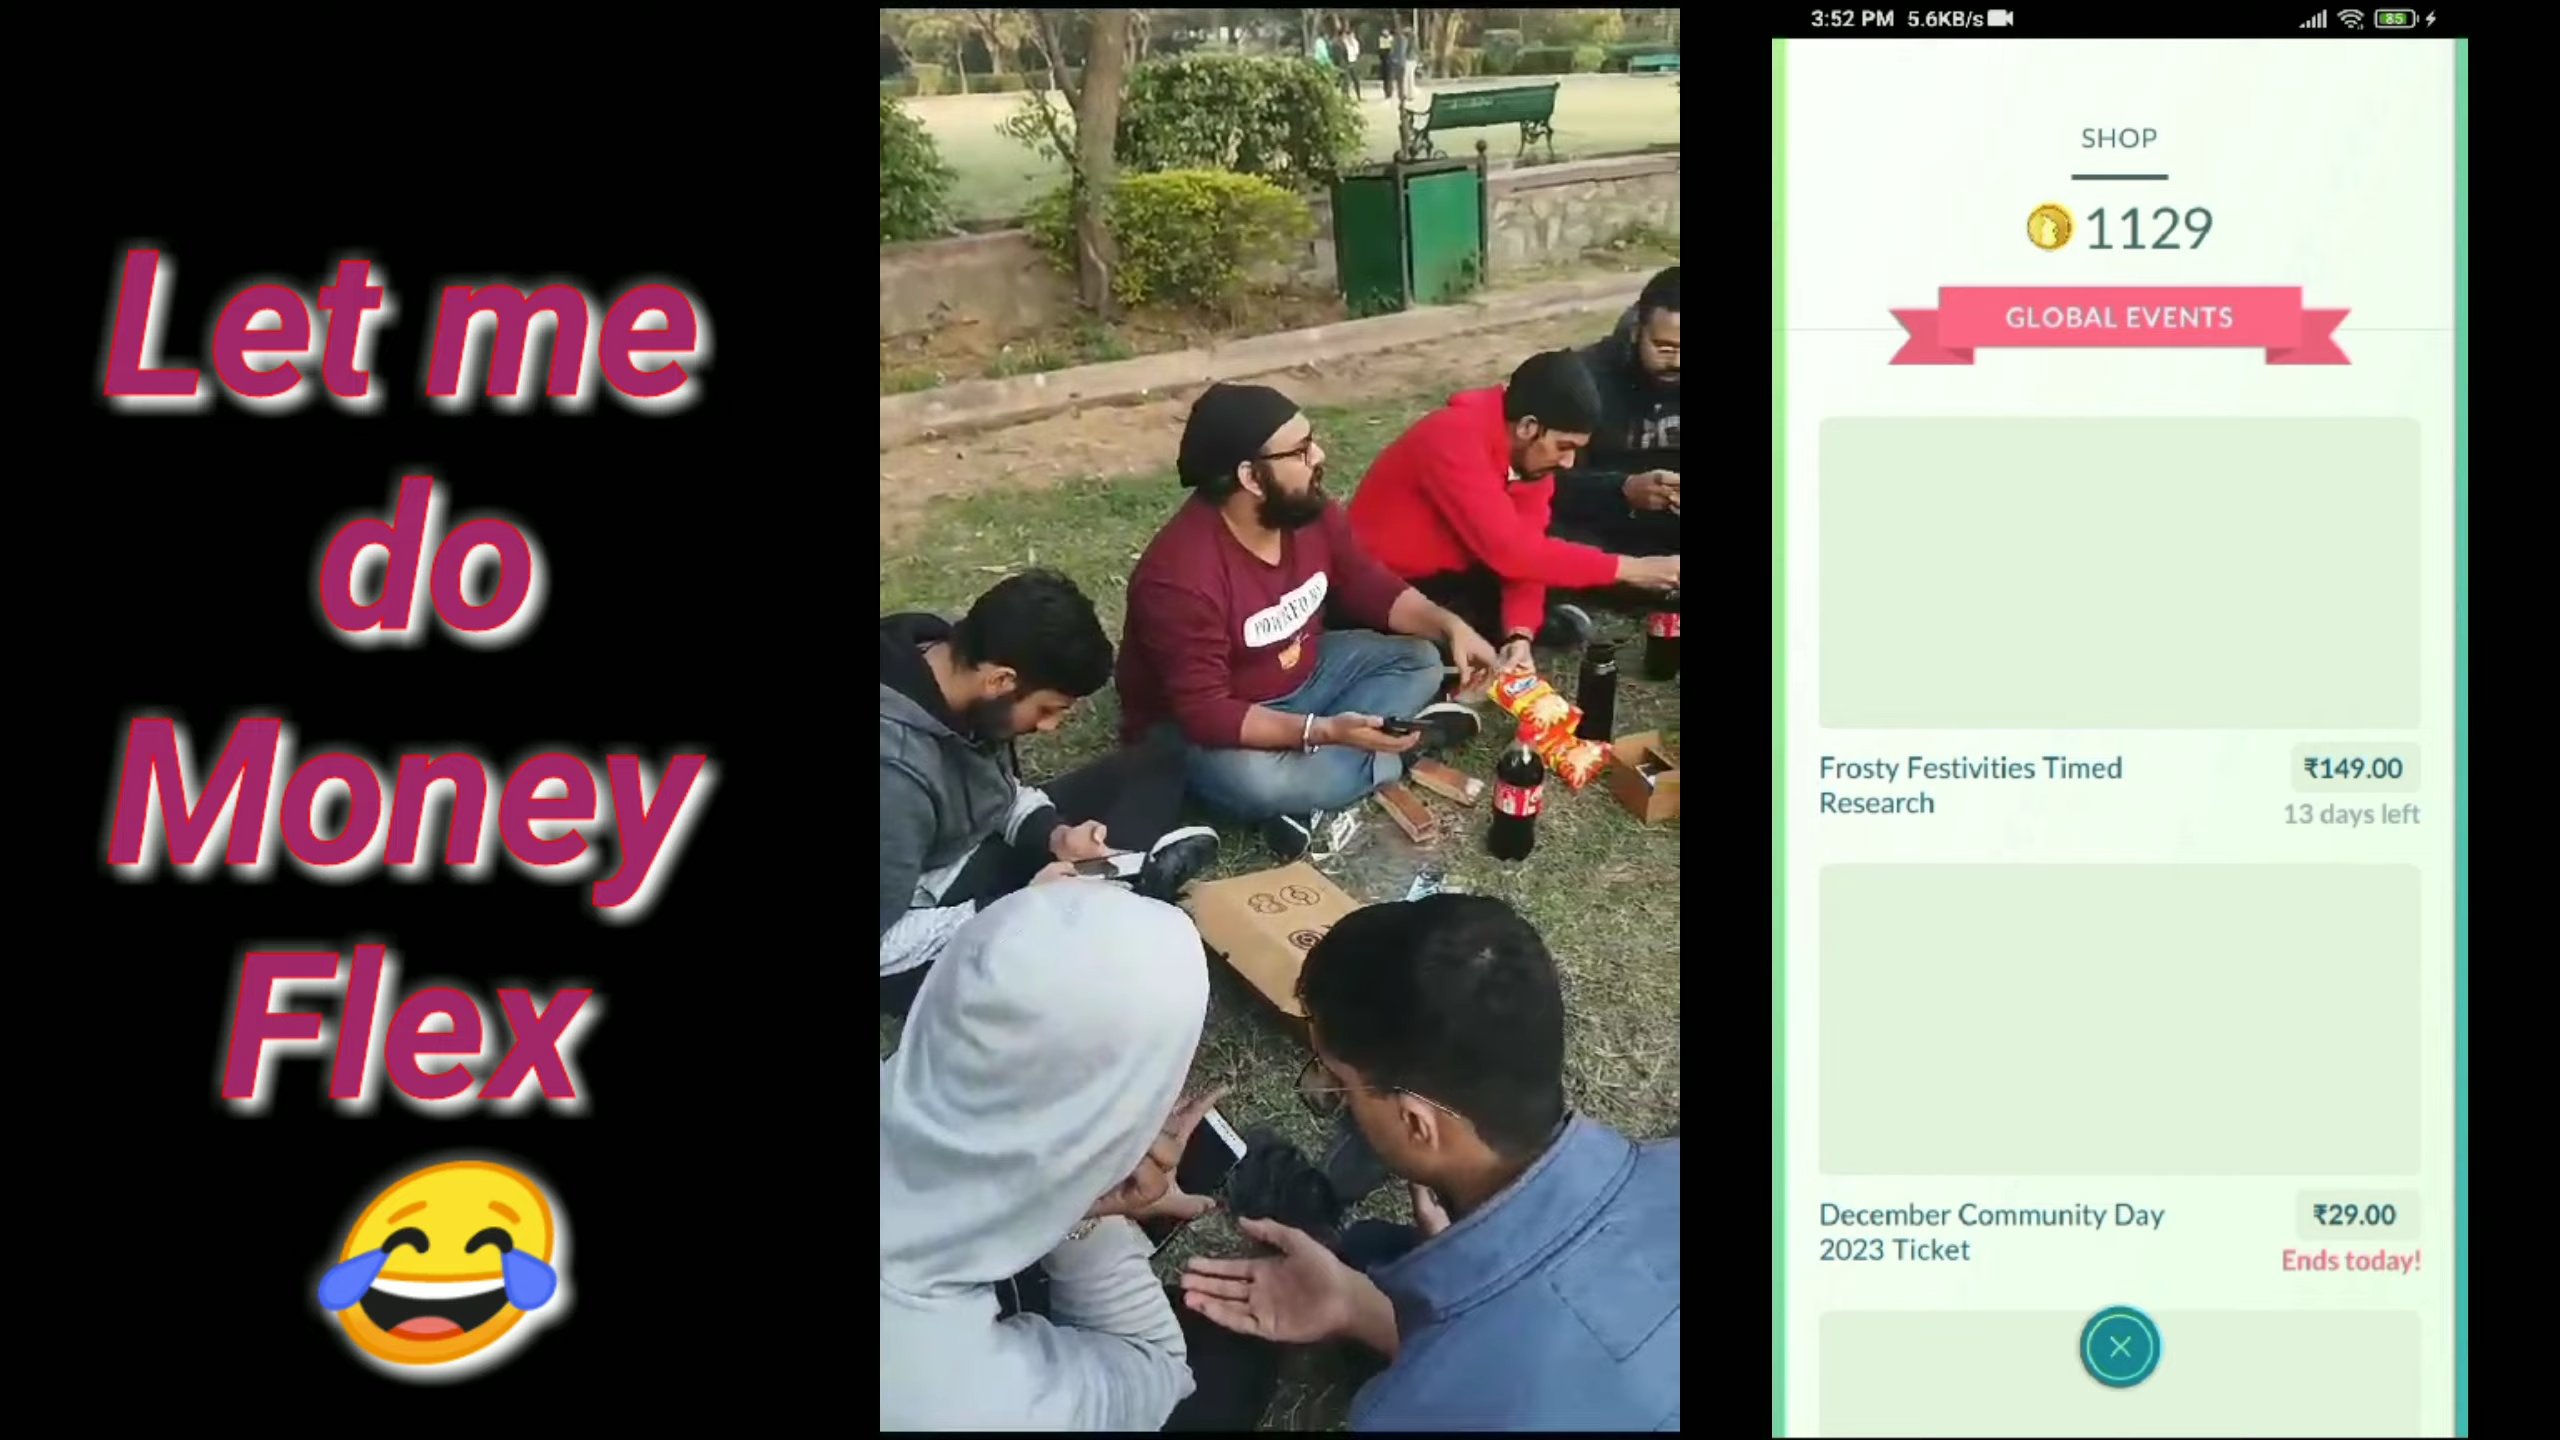 Let me
do
Money
Flex
3:52 PM 5.6KB/s
85
SHOP
1129
GLOBAL EVENTS
Frosty Festivities Timed
Research
₹149.00
13 days left
December Community Day
2023 Ticket
₹29.00
Ends today!